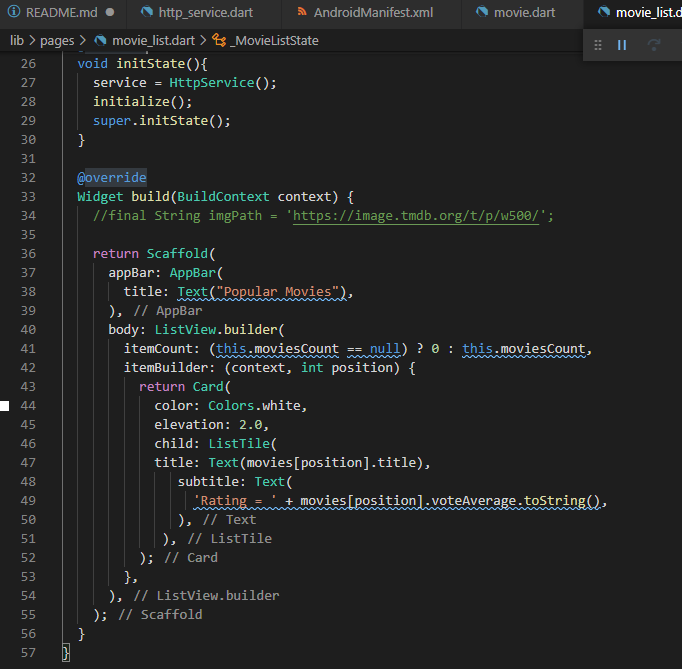 README.md
http_service.dart
AndroidManifest.xml
movie.dart
movie_list.d
lib > pages > movie_list.dart > _MovieListState
26 void initState(){
27 service = HttpService();
28 initialize();
29 super.initState();
30 }
31
32 @override
33 Widget build(BuildContext context) {
34 //final String imgPath = 'https://image.tmdb.org/t/p/w500/';
35
36 return Scaffold(
37 appBar: AppBar(
38 title: Text("Popular Movies"),
39 ), // AppBar
40 body: ListView.builder(
41 itemCount: (this.moviesCount == null) ? 0 : this.moviesCount,
42 itemBuilder: (context, int position) {
43 return Card(
44 color: Colors.white,
45 elevation: 2.0,
46 child: ListTile(
47 title: Text(movies[position].title),
48 subtitle: Text(
49 'Rating = ' + movies[position].voteAverage.toString(),
50 ), // Text
51 ), // ListTile
52 ); // Card
53 },
54 ), // ListView.builder
55 ); // Scaffold
56 }
57 }